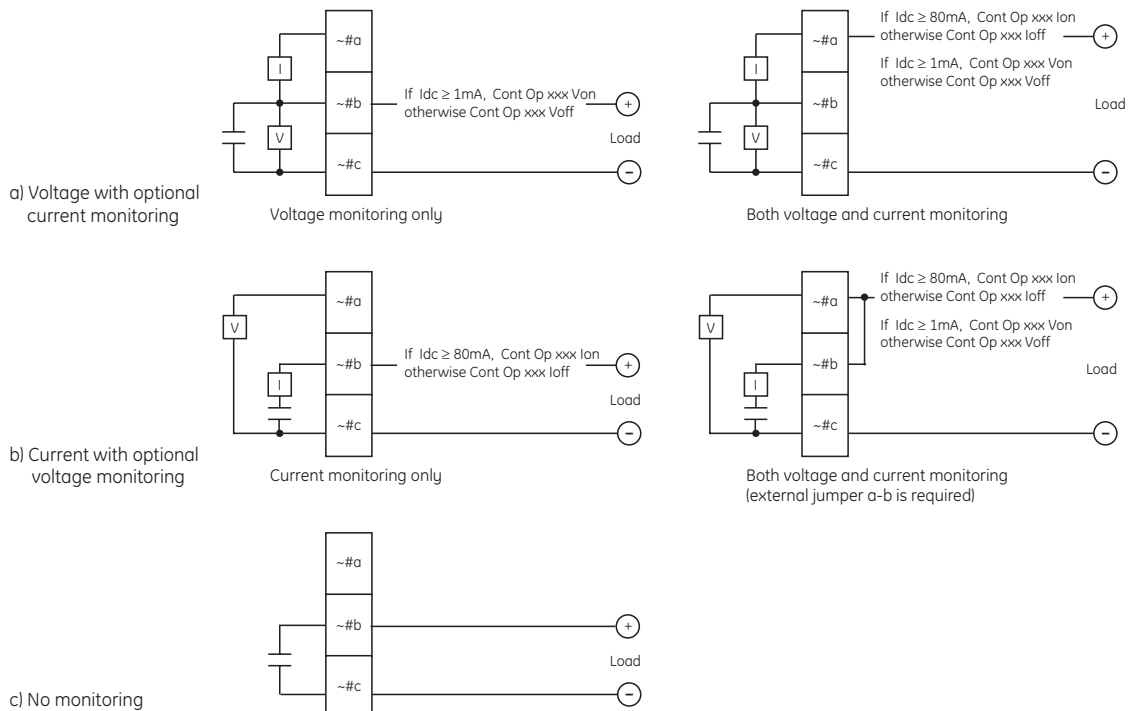 ~#a
I
~#b
V
~#c
If Idc ≥ 1mA, Cont Op xxx Von
otherwise Cont Op xxx Voff
+
Load
−
Voltage monitoring only
~#a
I
~#b
V
~#c
If Idc ≥ 80mA, Cont Op xxx Ion
otherwise Cont Op xxx Ioff
If Idc ≥ 1mA, Cont Op xxx Von
otherwise Cont Op xxx Voff
+
Load
−
Both voltage and current monitoring
a) Voltage with optional
current monitoring
~#a
V
~#b
I
~#c
If Idc ≥ 80mA, Cont Op xxx Ion
otherwise Cont Op xxx Ioff
+
Load
−
Current monitoring only
~#a
V
~#b
I
~#c
If Idc ≥ 80mA, Cont Op xxx Ion
otherwise Cont Op xxx Ioff
If Idc ≥ 1mA, Cont Op xxx Von
otherwise Cont Op xxx Voff
+
Load
−
Both voltage and current monitoring
(external jumper a-b is required)
b) Current with optional
voltage monitoring
~#a
~#b
~#c
+
Load
−
c) No monitoring